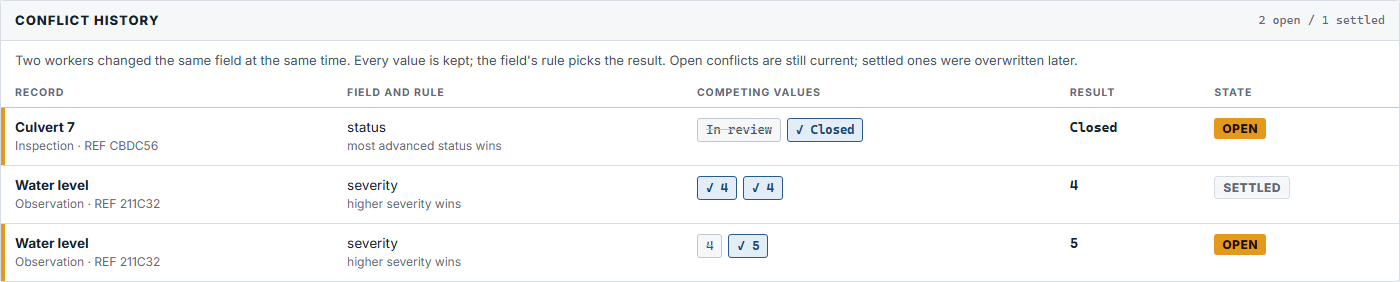 CONFLICT HISTORY 2 open / 1 settled
Two workers changed the same field at the same time. Every value is kept; the field's rule picks the result. Open conflicts are still current; settled ones were overwritten later.
RECORD FIELD AND RULE COMPETING VALUES RESULT STATE
Culvert 7 status In review ✓ Closed Closed OPEN
Inspection · REF CBDC56 most advanced status wins
Water level severity ✓ 4 ✓ 4 4 SETTLED
Observation · REF 211C32 higher severity wins
Water level severity 4 ✓ 5 5 OPEN
Observation · REF 211C32 higher severity wins